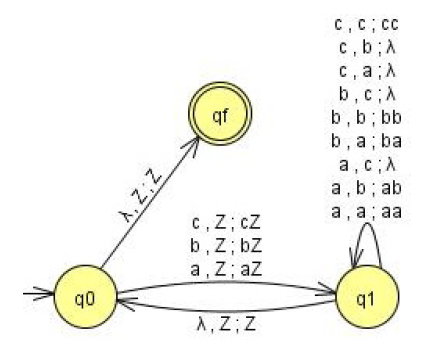 c , c ; cc
c , b ; λ
c , a ; λ
b , c ; λ
b , b ; bb
b , a ; ba
a , c ; λ
a , b ; ab
a , a ; aa
qf
λ , Z ; Z
c , Z ; cZ
b , Z ; bZ
a , Z ; aZ
q0
q1
λ , Z ; Z